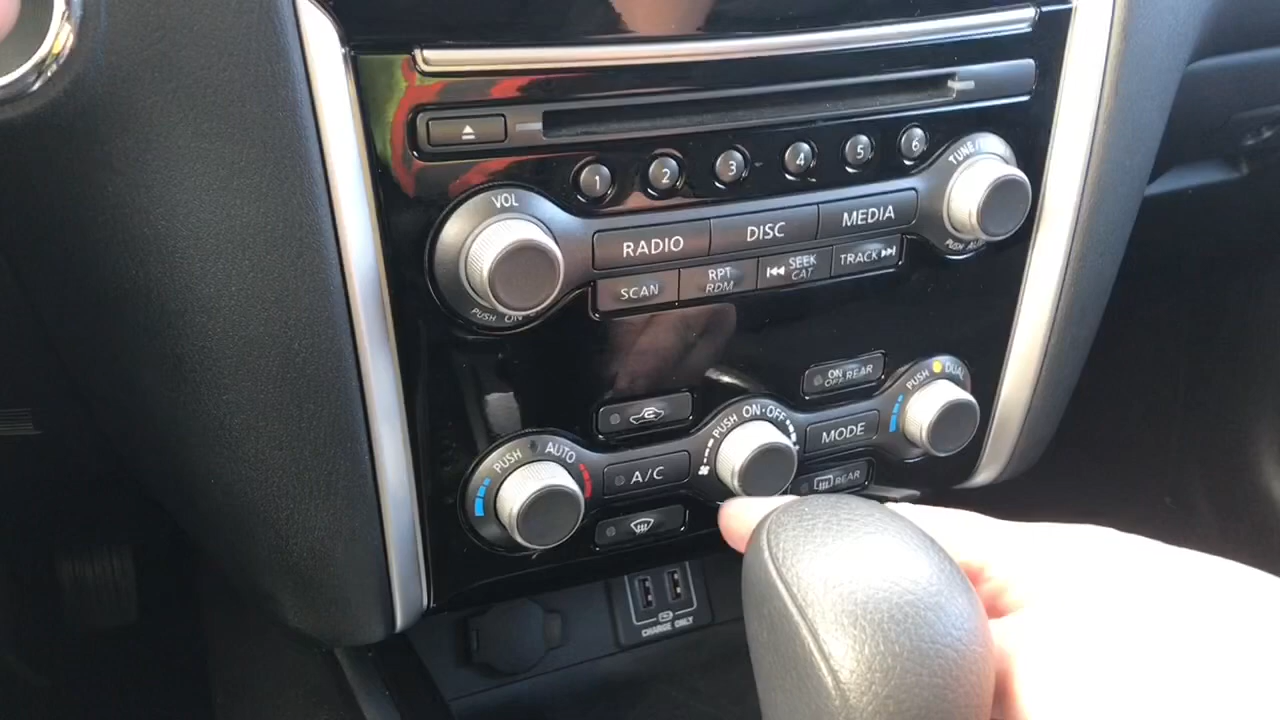 1 2 3 4 5 6
TUNE/
VOL
RADIO DISC MEDIA
SCAN RPT RDM SEEK CAT TRACK
PUSH ON
PUSH
ON OFF REAR
PUSH DUAL
PUSH ON·OFF
MODE
PUSH AUTO
A/C
REAR
CHARGE ONLY